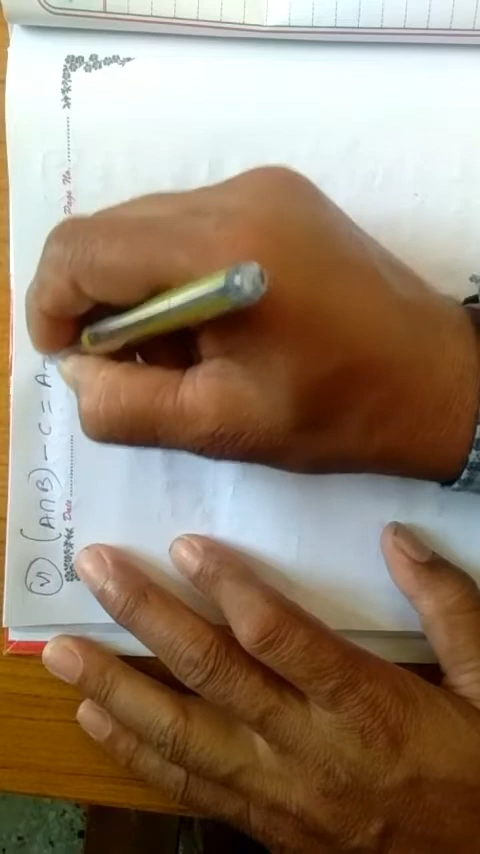 Date .............. Page No. ..............
(vi) (A∩B) - C = A-